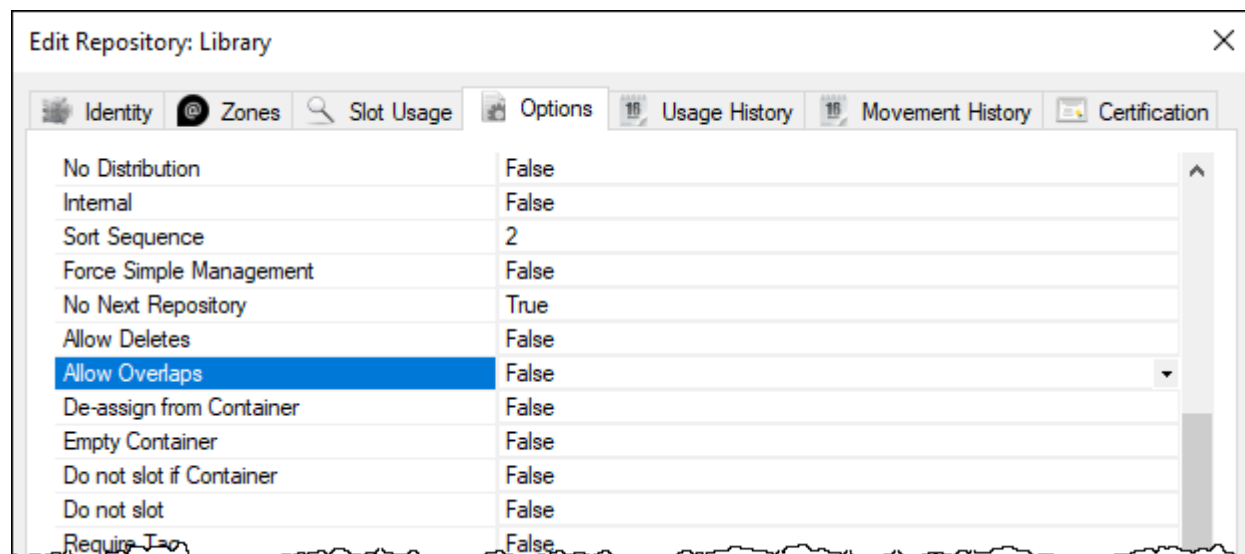 Edit Repository: Library
Identity Zones Slot Usage Options Usage History Movement History Certification
No Distribution False
Internal False
Sort Sequence 2
Force Simple Management False
No Next Repository True
Allow Deletes False
Allow Overlaps False
De-assign from Container False
Empty Container False
Do not slot if Container False
Do not slot False
Require Tag False